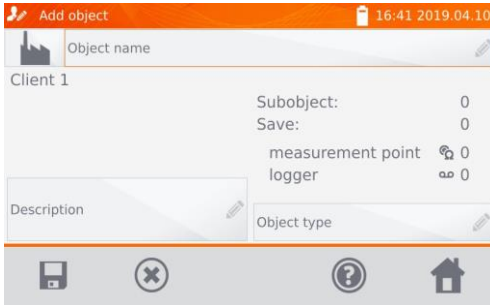 Add object
16:41 2019.04.10
Object name
Client 1
Subobject: 0
Save: 0
measurement point 0
logger 0
Description
Object type